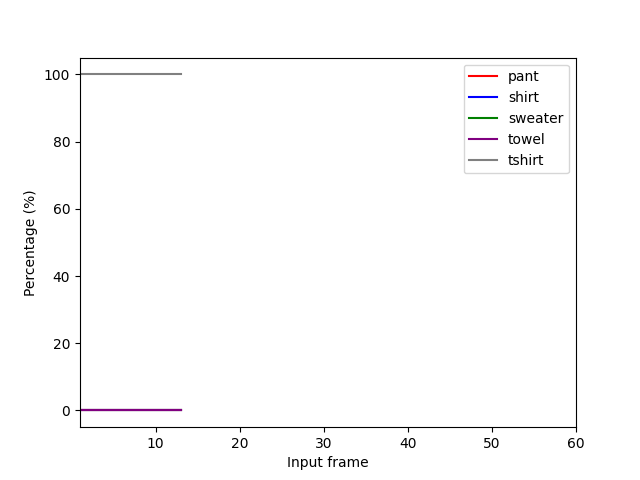 100
80
60
40
20
0
Percentage (%)
pant
shirt
sweater
towel
tshirt
10 20 30 40 50 60
Input frame